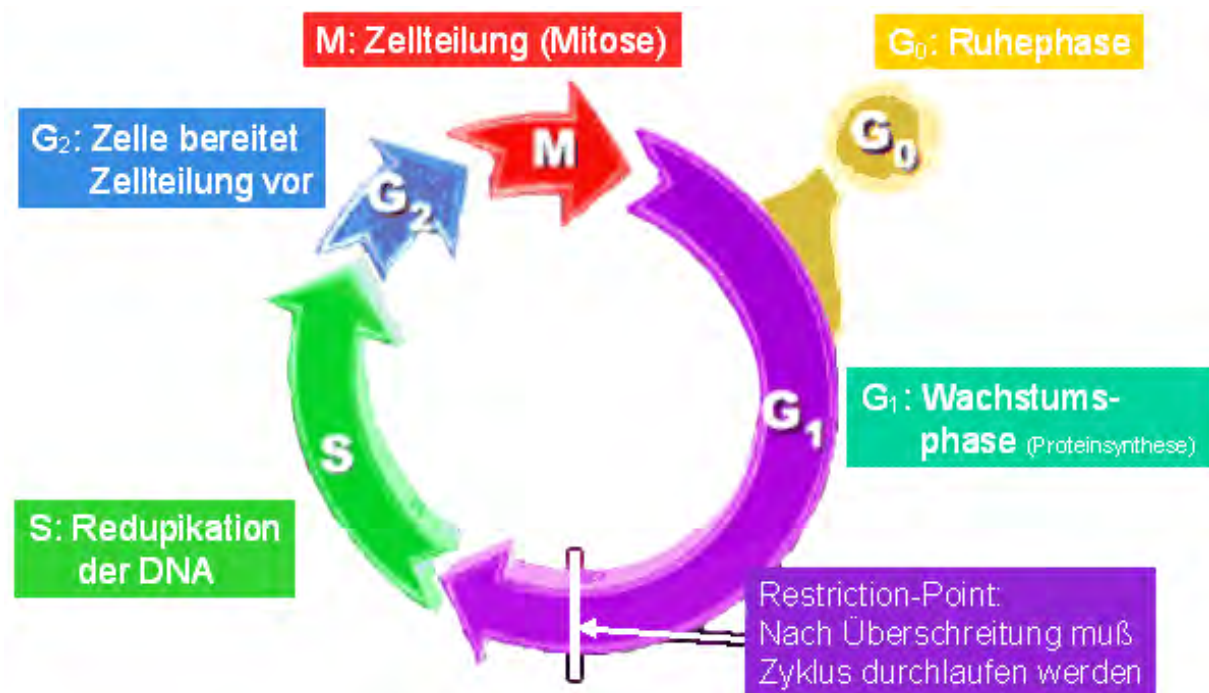 M: Zellteilung (Mitose)
G₀: Ruhephase
G₂: Zelle bereitet
Zellteilung vor
M
G₀
G₂
G₁
G₁: Wachstums-
phase (Proteinsynthese)
S
S: Redupikation
der DNA
Restriction-Point:
Nach Überschreitung muß
Zyklus durchlaufen werden